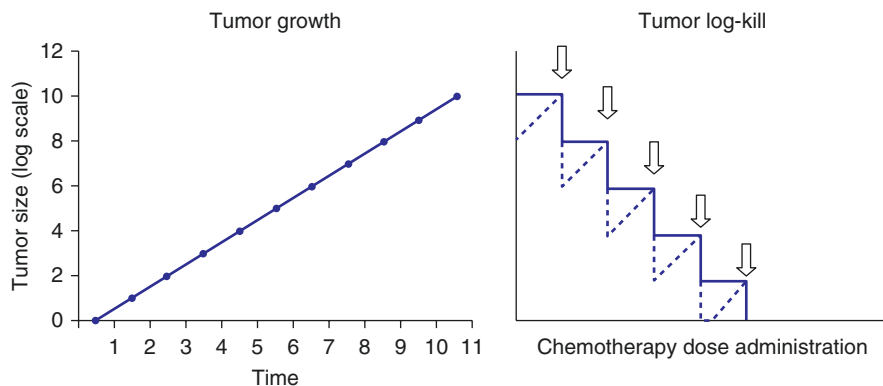 Tumor growth
12
10
8
6
4
2
0
Tumor size (log scale)
1 2 3 4 5 6 7 8 9 10 11
Time
Tumor log-kill
Chemotherapy dose administration